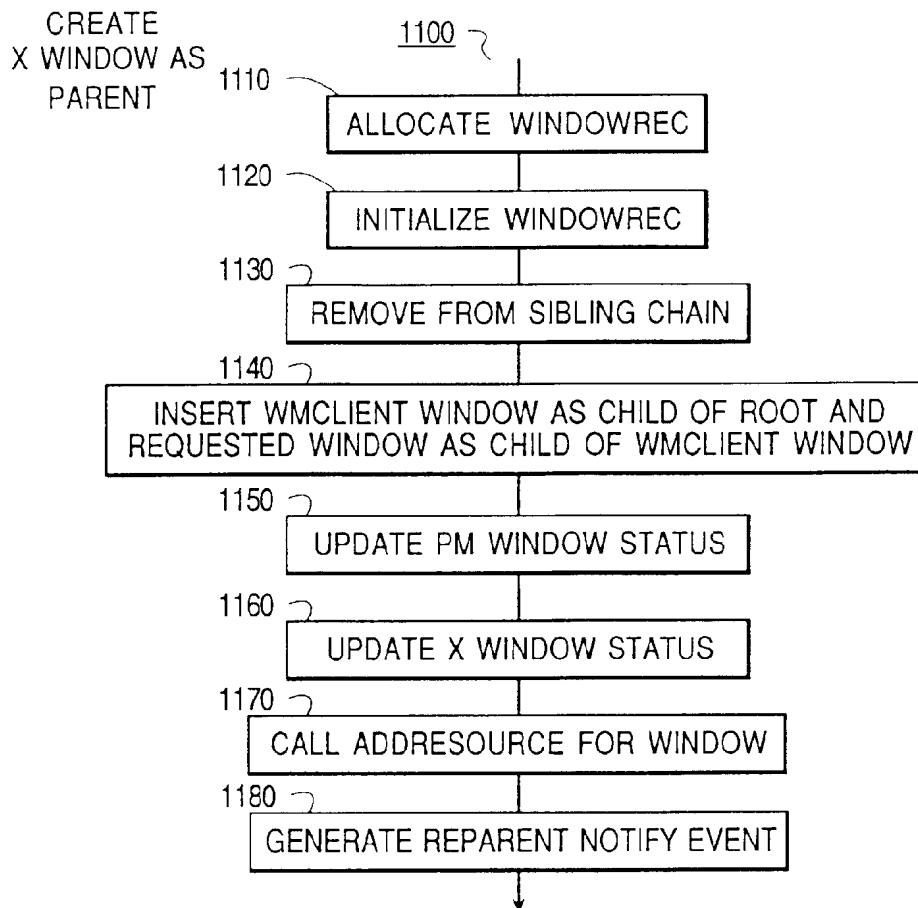 CREATE
X WINDOW AS
PARENT
1100
1110
ALLOCATE WINDOWREC
1120
INITIALIZE WINDOWREC
1130
REMOVE FROM SIBLING CHAIN
1140
INSERT WMCLIENT WINDOW AS CHILD OF ROOT AND
REQUESTED WINDOW AS CHILD OF WMCLIENT WINDOW
1150
UPDATE PM WINDOW STATUS
1160
UPDATE X WINDOW STATUS
1170
CALL ADDRESOURCE FOR WINDOW
1180
GENERATE REPARENT NOTIFY EVENT